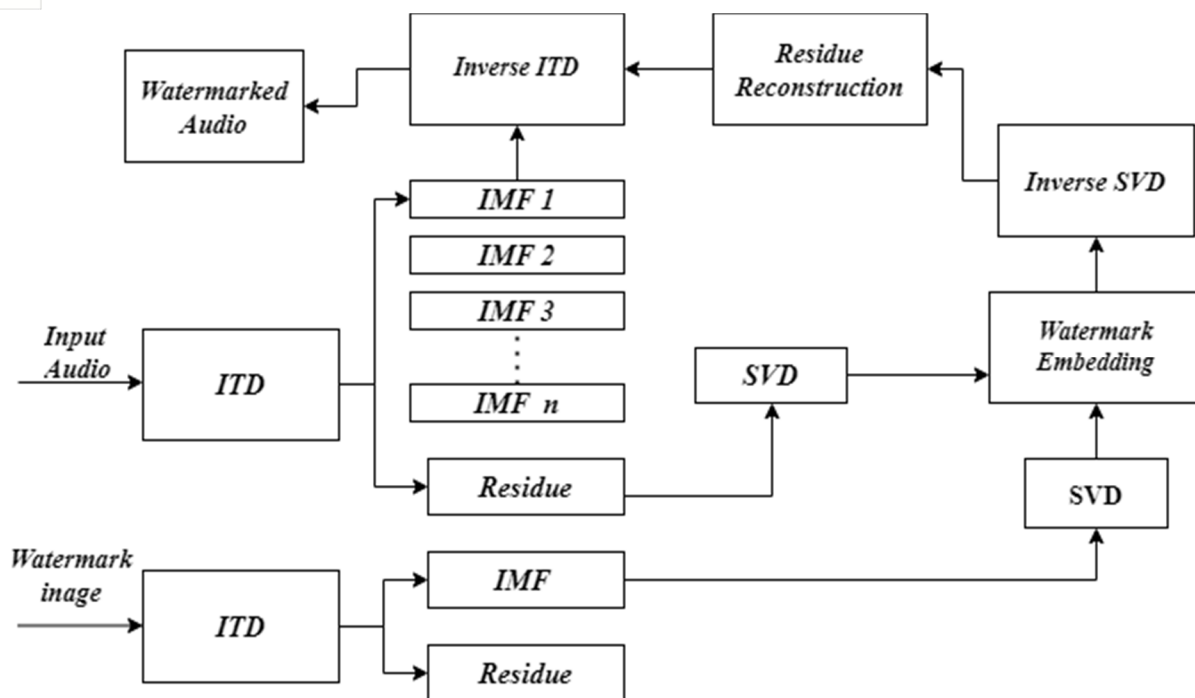 Watermarked
Audio
Inverse ITD
Residue
Reconstruction
Inverse SVD
IMF 1
IMF 2
IMF 3
IMF n
Input
Audio
ITD
SVD
Watermark
Embedding
Residue
SVD
Watermark
inage
ITD
IMF
Residue